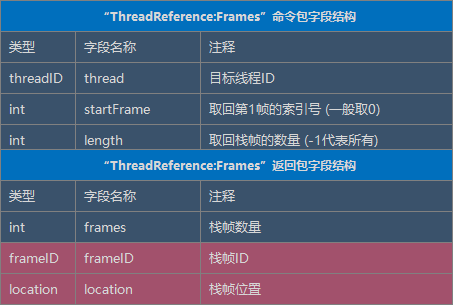 “ThreadReference:Frames”命令包字段结构
类型 字段名称 注释
threadID thread 目标线程ID
int startFrame 取回第1帧的索引号 (一般取0)
int length 取回栈帧的数量 (-1代表所有)
“ThreadReference:Frames”返回包字段结构
类型 字段名称 注释
int frames 栈帧数量
frameID frameID 栈帧ID
location location 栈帧位置